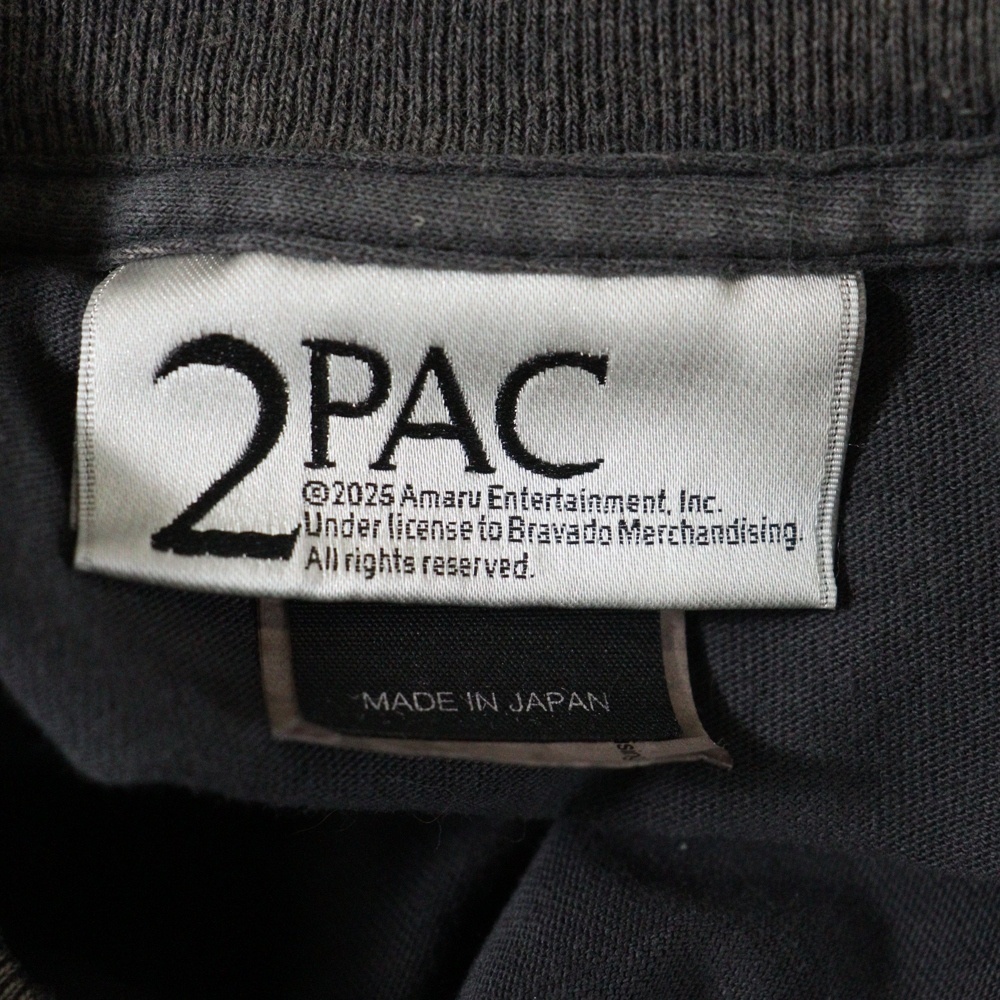 2PAC
©2025 Amaru Entertainment, Inc.
Under license to Bravado Merchandising.
All rights reserved.
MADE IN JAPAN